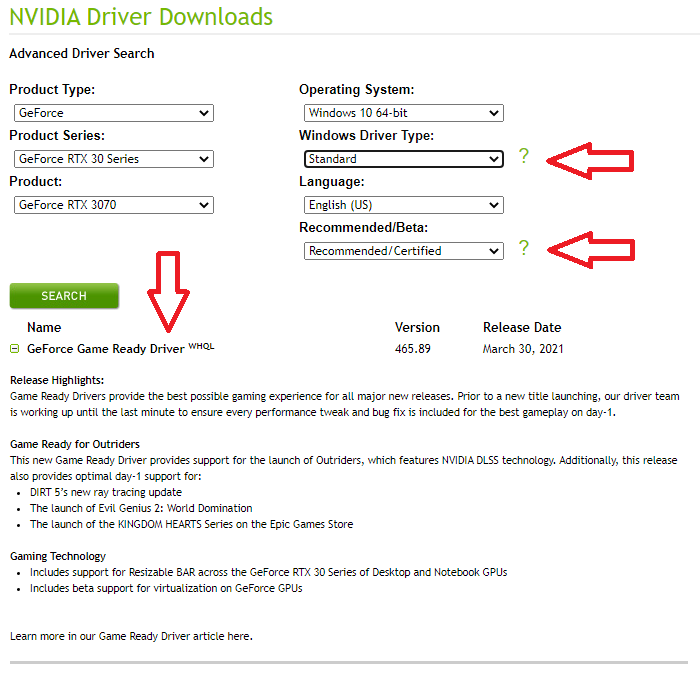 NVIDIA Driver Downloads
Advanced Driver Search
Product Type:
GeForce
Operating System:
Windows 10 64-bit
Product Series:
GeForce RTX 30 Series
Windows Driver Type:
Standard
?
Product:
GeForce RTX 3070
Language:
English (US)
Recommended/Beta:
Recommended/Certified
?
SEARCH
Name Version Release Date
GeForce Game Ready Driver WHQL 465.89 March 30, 2021
Release Highlights:
Game Ready Drivers provide the best possible gaming experience for all major new releases. Prior to a new title launching, our driver team
is working up until the last minute to ensure every performance tweak and bug fix is included for the best gameplay on day-1.
Game Ready for Outriders
This new Game Ready Driver provides support for the launch of Outriders, which features NVIDIA DLSS technology. Additionally, this release
also provides optimal day-1 support for:
• DIRT 5's new ray tracing update
• The launch of Evil Genius 2: World Domination
• The launch of the KINGDOM HEARTS Series on the Epic Games Store
Gaming Technology
• Includes support for Resizable BAR across the GeForce RTX 30 Series of Desktop and Notebook GPUs
• Includes beta support for virtualization on GeForce GPUs
Learn more in our Game Ready Driver article here.